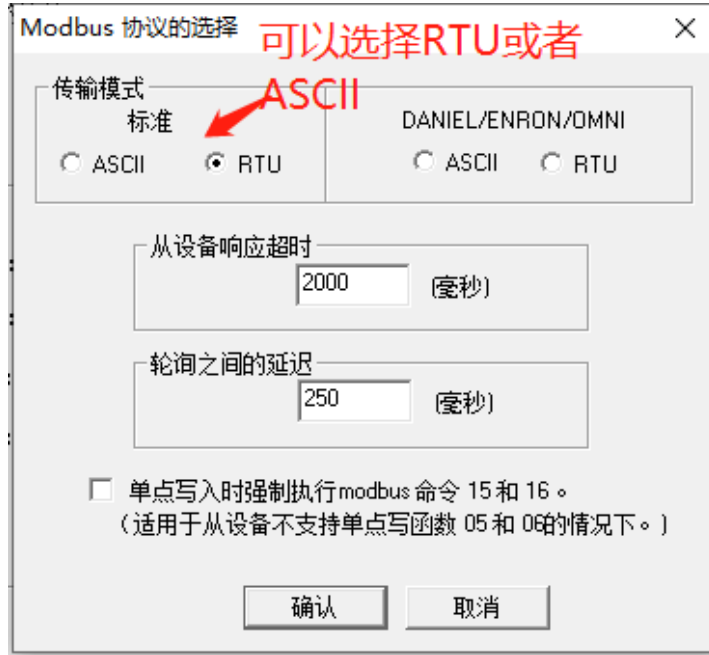 Modbus 协议的选择
可以选择RTU或者
ASCII
传输模式
标准
DANIEL/ENRON/OMNI
ASCII
RTU
ASCII
RTU
从设备响应超时
2000 (毫秒)
轮询之间的延迟
250 (毫秒)
单点写入时强制执行modbus 命令 15 和 16。
(适用于从设备不支持单点写函数 05 和 06的情况下。)
确认
取消